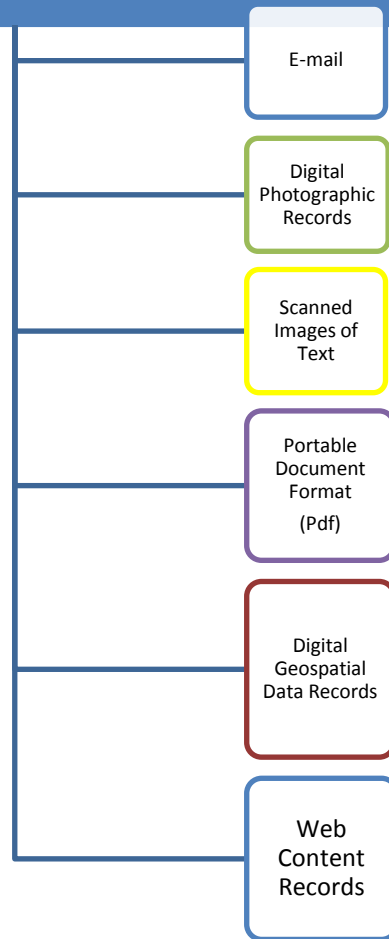 E-mail
Digital
Photographic
Records
Scanned
Images of
Text
Portable
Document
Format
(Pdf)
Digital
Geospatial
Data Records
Web
Content
Records